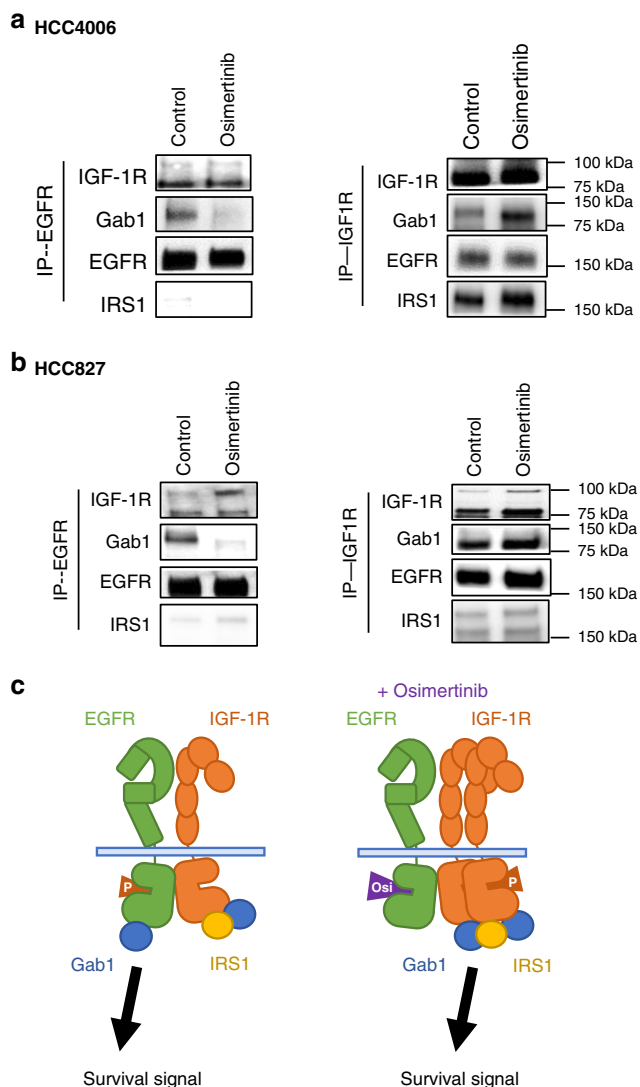 a HCC4006
Control Osimertinib
IP--EGFR
IGF-1R
Gab1
EGFR
IRS1
Control Osimertinib
IP—IGF1R
IGF-1R 100 kDa
75 kDa
Gab1 150 kDa
75 kDa
EGFR 150 kDa
IRS1 150 kDa
b HCC827
Control Osimertinib
IP--EGFR
IGF-1R
Gab1
EGFR
IRS1
Control Osimertinib
IP—IGF1R
IGF-1R 100 kDa
75 kDa
Gab1 150 kDa
75 kDa
EGFR 150 kDa
IRS1 150 kDa
c
EGFR IGF-1R
P
Gab1 IRS1
Survival signal
+ Osimertinib
EGFR IGF-1R
Osi P
Gab1 IRS1
Survival signal